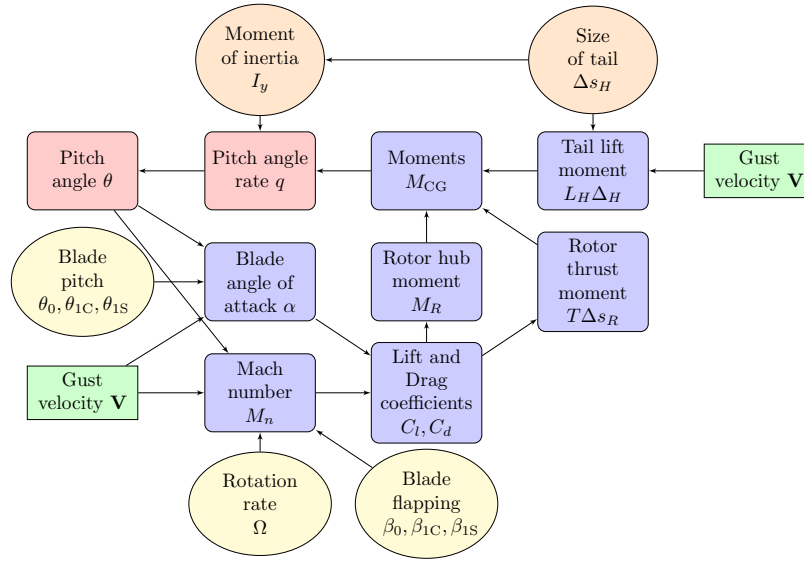 Moment
of inertia
I_y
Size
of tail
Δs_H
Pitch
angle θ
Pitch angle
rate q
Moments
M_CG
Tail lift
moment
L_HΔ_H
Gust
velocity V
Blade
pitch
θ_0, θ_1C, θ_1S
Blade
angle of
attack α
Rotor hub
moment
M_R
Rotor
thrust
moment
TΔs_R
Gust
velocity V
Mach
number
M_n
Lift and
Drag
coefficients
C_l, C_d
Rotation
rate
Ω
Blade
flapping
β_0, β_1C, β_1S